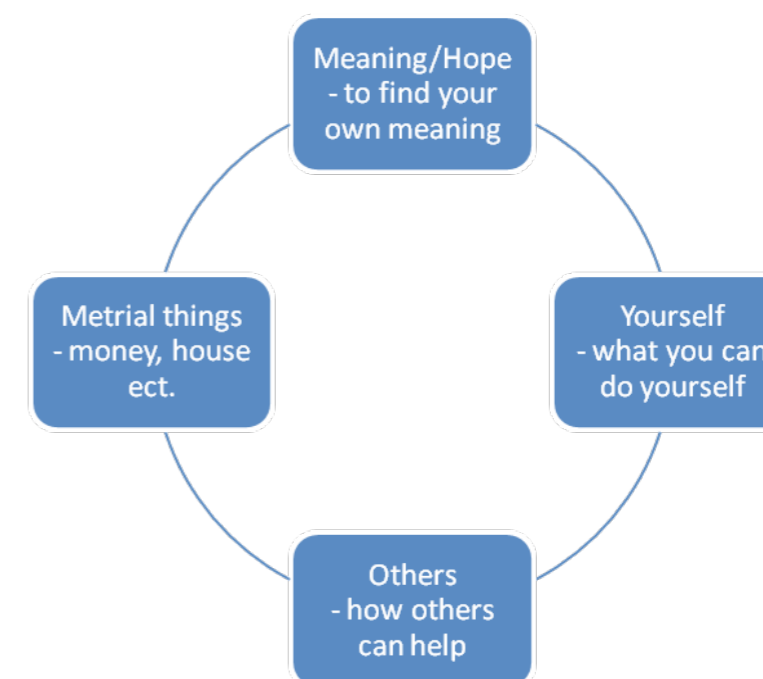 Meaning/Hope
- to find your
own meaning
Metrial things
- money, house
ect.
Yourself
- what you can
do yourself
Others
- how others
can help